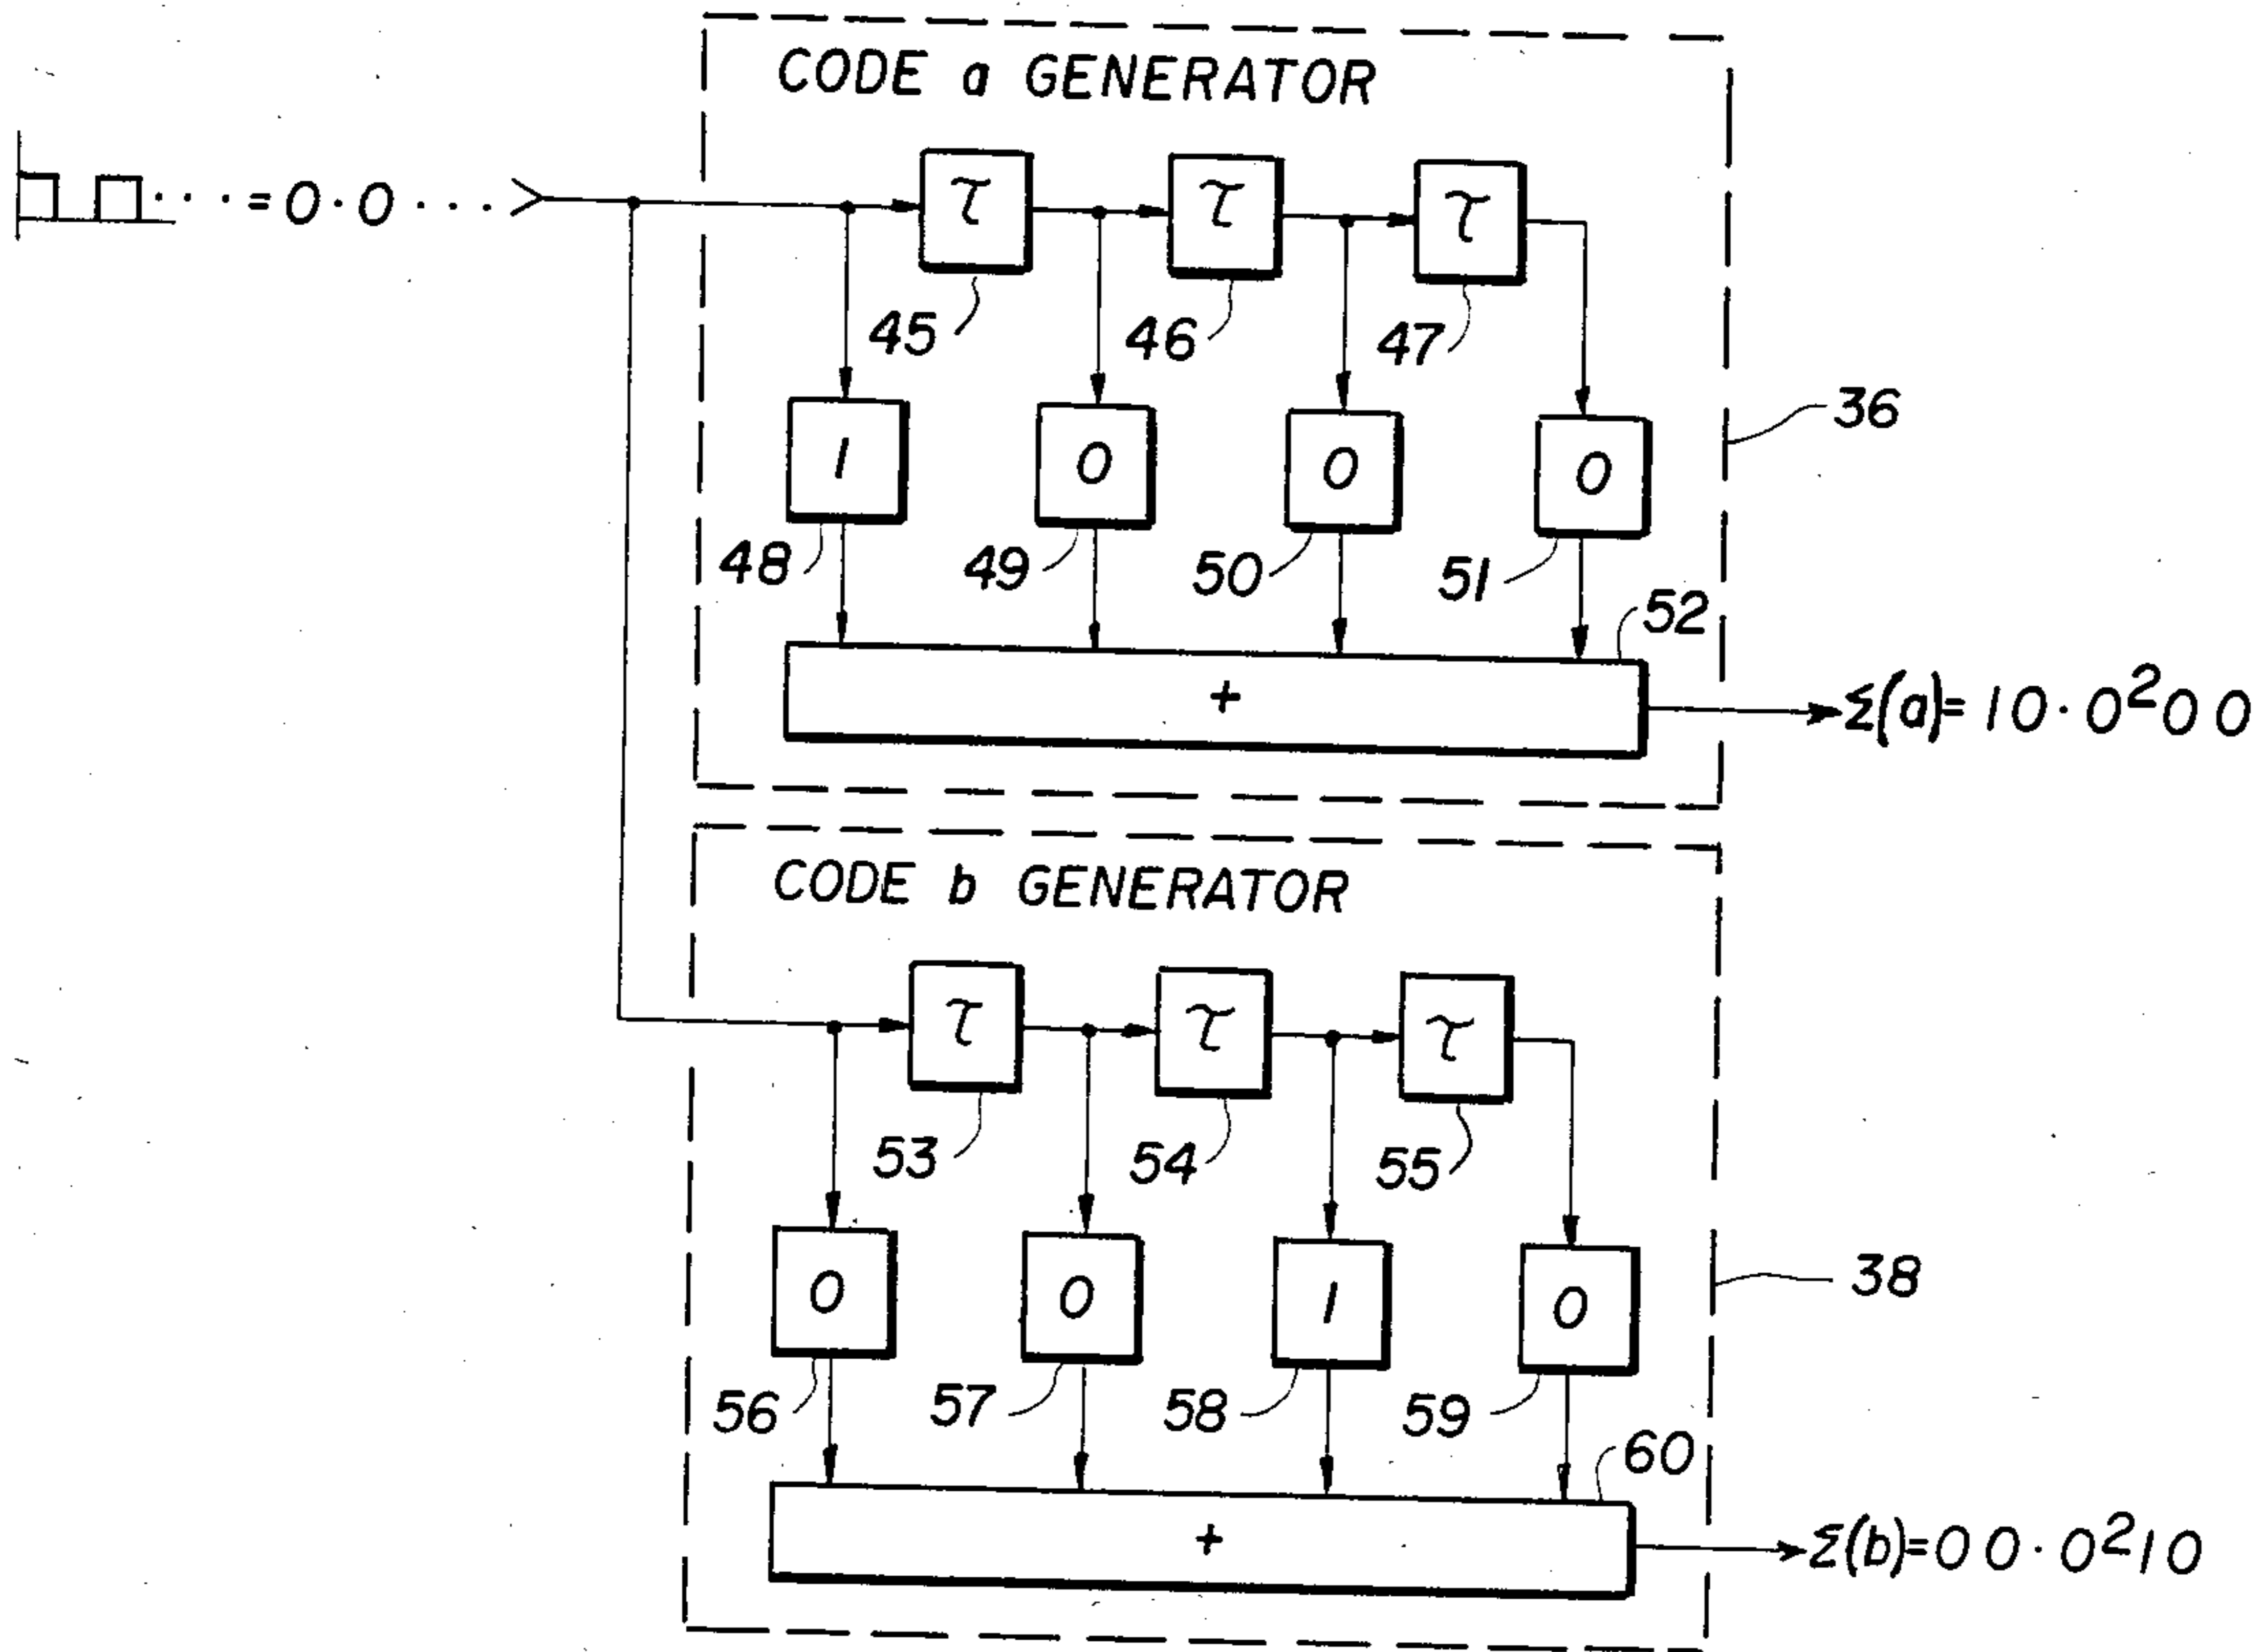 CODE a GENERATOR
· · · = 0 · 0 · · ·
τ τ τ
45 46 47
36
1 0 0 0
48 49 50 51
52
+
Σ(a)= 10·0²00
CODE b GENERATOR
τ τ τ
53 54 55
38
0 0 1 0
56 57 58 59
60
+
Σ(b)=00·0²10